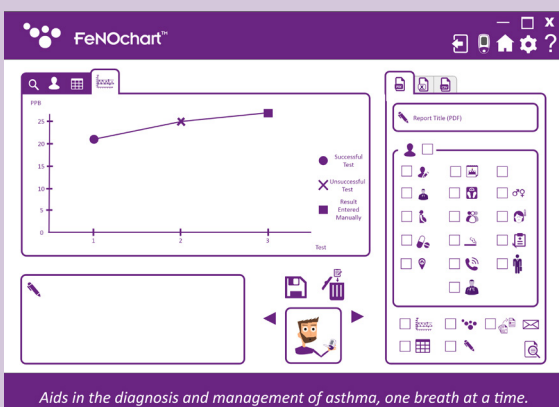 FeNOchart™
?
Report Title (PDF)
PPB
25
20
15
10
5
0
1
2
3
Test
Successful
Test
Unsuccessful
Test
Result
Entered
Manually
Aids in the diagnosis and management of asthma, one breath at a time.